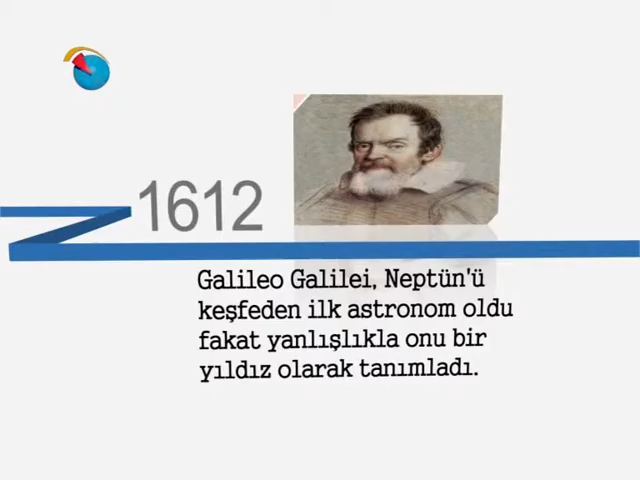 1612
Galileo Galilei, Neptün'ü
keşfeden ilk astronom oldu
fakat yanlışlıkla onu bir
yıldız olarak tanımladı.